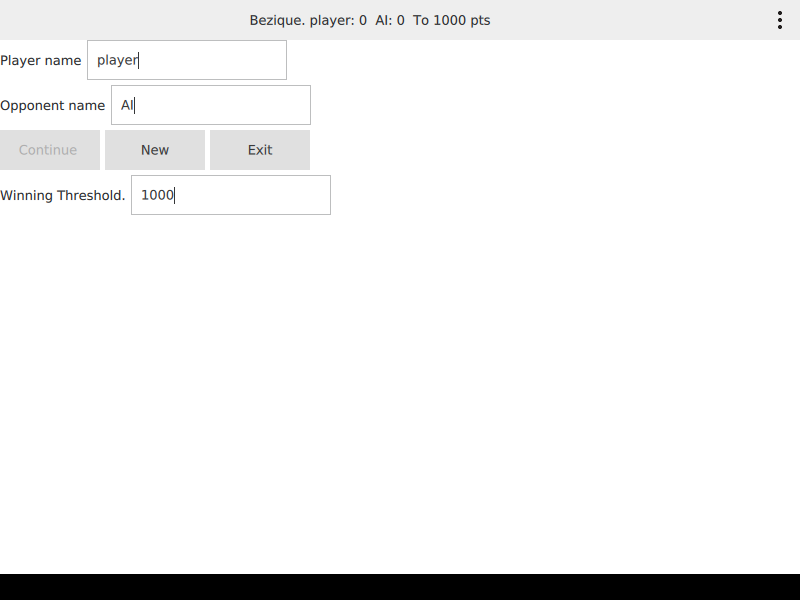 Bezique. player: 0  AI: 0  To 1000 pts
Player name player
Opponent name AI
Continue New Exit
Winning Threshold. 1000